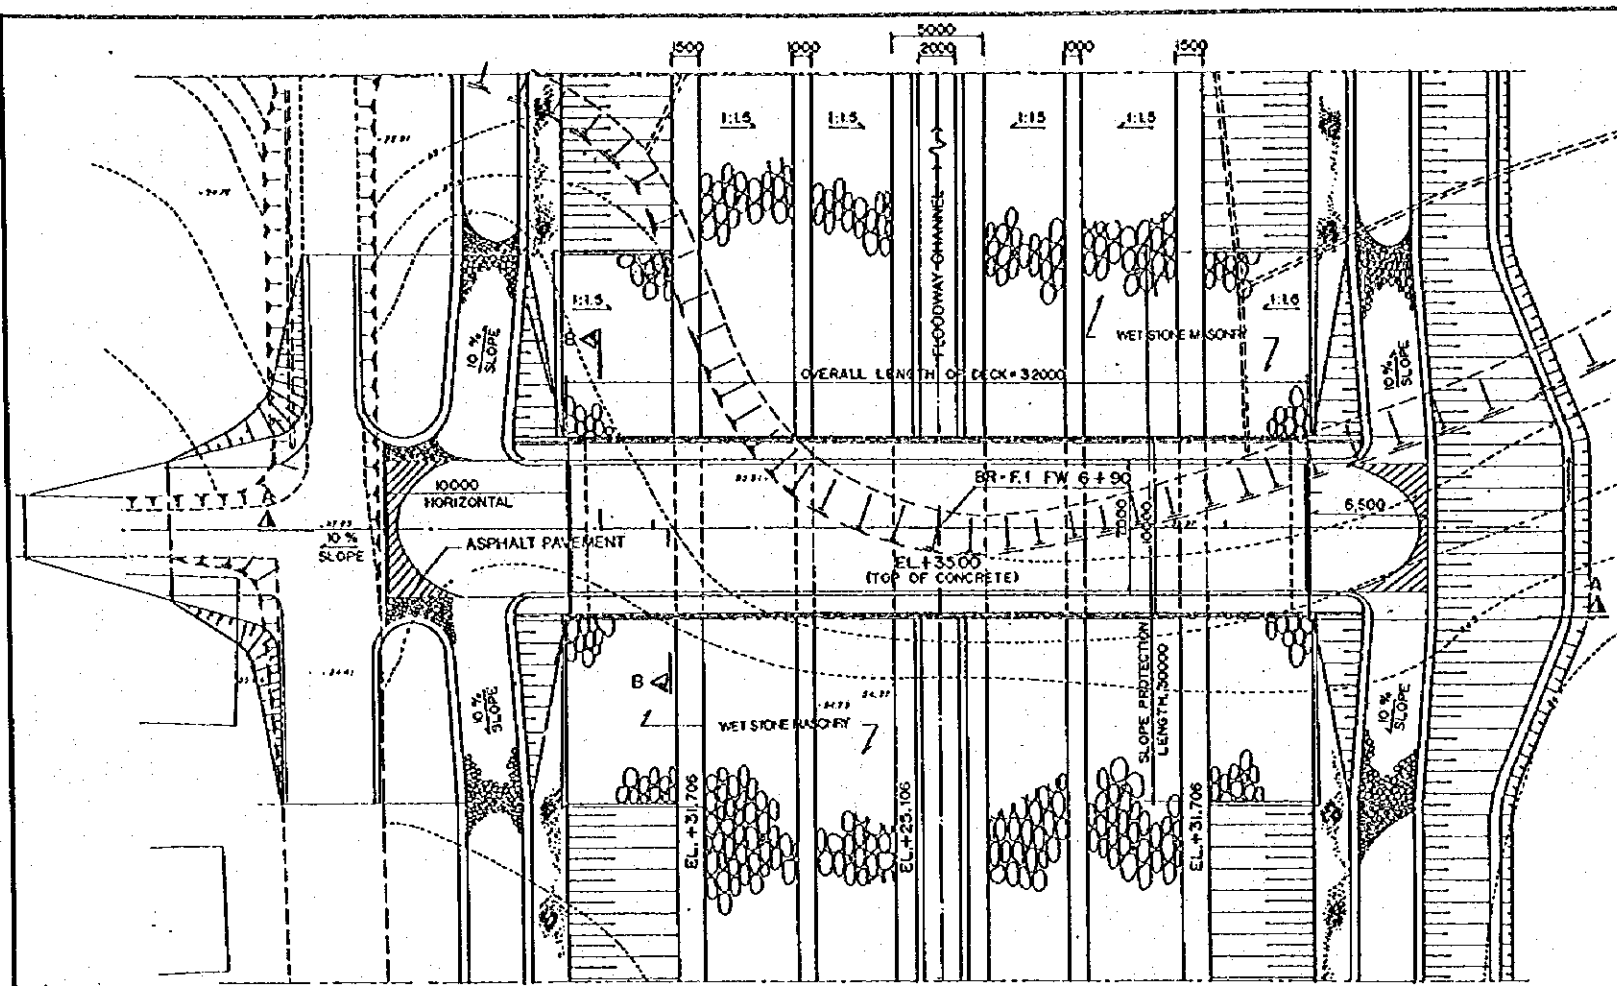 5000
1500
1000
2000
1000
1500
1:1.5
1:1.5
1:1.5
1:1.5
FLOODWAY CHANNEL
1:1.5
1:1.5
B
WET STONE MASONRY
10 %
SLOPE
10 %
SLOPE
OVERALL LENGTH OF DECK = 32000
10000
HORIZONTAL
BR-F.1 FW 6+90
6,500
A
10 %
SLOPE
ASPHALT PAVEMENT
7000
10000
EL.+3500
(TOP OF CONCRETE)
A
B
10 %
SLOPE
WET STONE MASONRY
SLOPE PROTECTION
LENGTH, 30000
10 %
SLOPE
EL.+31.706
EL.+25.106
EL.+31.706